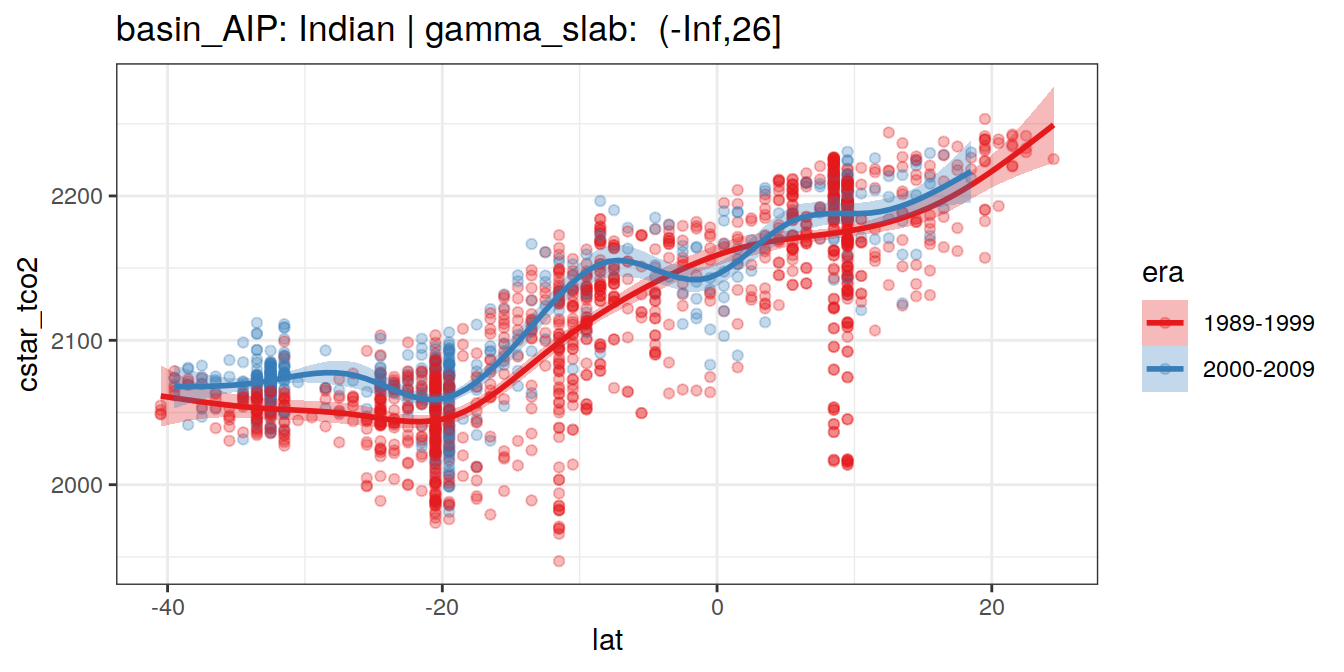 basin_AIP: Indian | gamma_slab:  (-Inf,26]
cstar_tco2
2200
2100
2000
-40
-20
0
20
lat
era
1989-1999
2000-2009